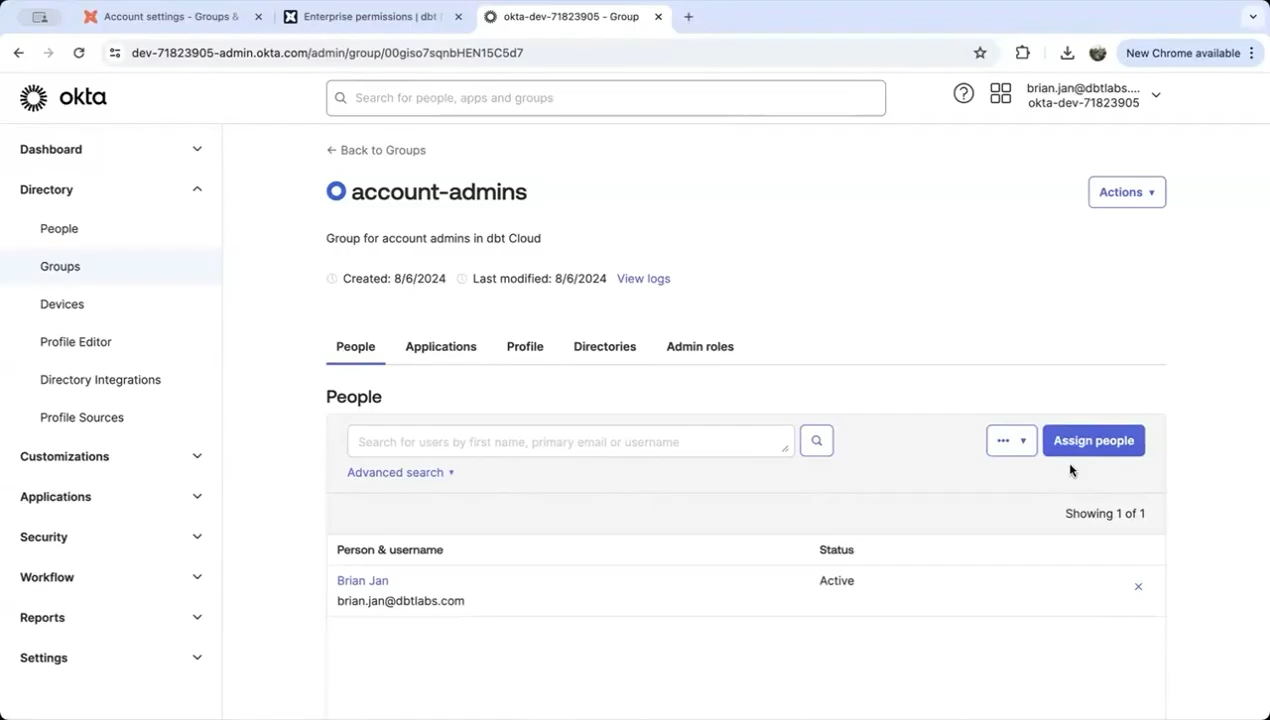 Account settings - Groups &
Enterprise permissions | dbt
okta-dev-71823905 - Group
dev-71823905-admin.okta.com/admin/group/00giso7sqnbHEN15C5d7
New Chrome available
okta
Search for people, apps and groups
brian.jan@dbtlabs....
okta-dev-71823905
Dashboard
Directory
People
Groups
Devices
Profile Editor
Directory Integrations
Profile Sources
Customizations
Applications
Security
Workflow
Reports
Settings
← Back to Groups
account-admins
Actions
Group for account admins in dbt Cloud
Created: 8/6/2024 Last modified: 8/6/2024 View logs
People Applications Profile Directories Admin roles
People
Search for users by first name, primary email or username
Assign people
Advanced search
Showing 1 of 1
Person & username Status
Brian Jan Active
brian.jan@dbtlabs.com